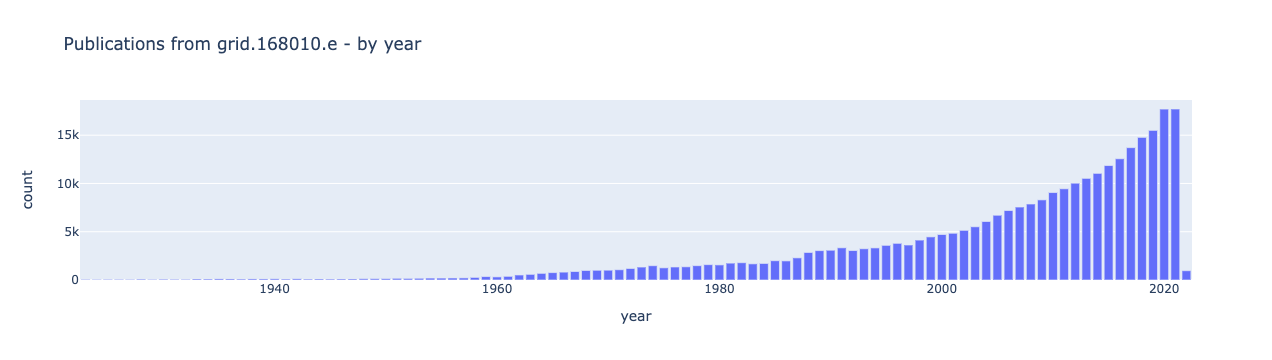 Publications from grid.168010.e - by year
15k
10k
5k
0
count
1940 1960 1980 2000 2020
year